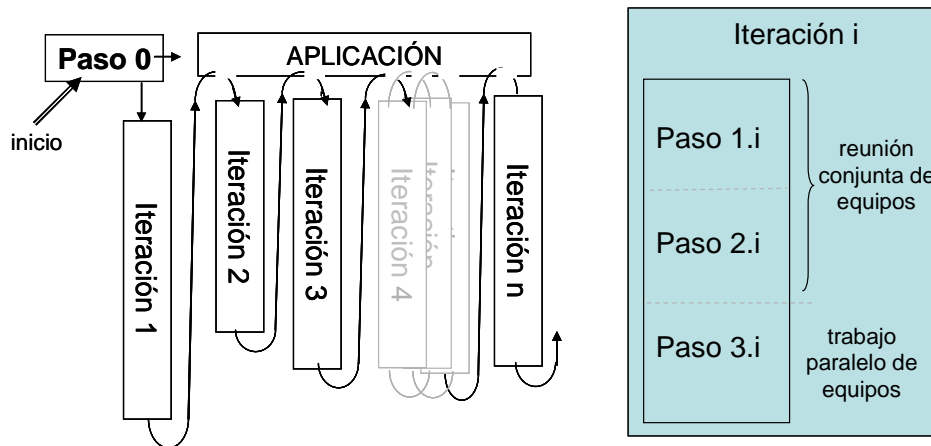 Paso 0
APLICACIÓN
inicio
Iteración 1
Iteración 2
Iteración 3
Iteración 4
Iteración
Iteración n
Iteración i
Paso 1.i
Paso 2.i
reunión
conjunta de
equipos
Paso 3.i
trabajo
paralelo de
equipos